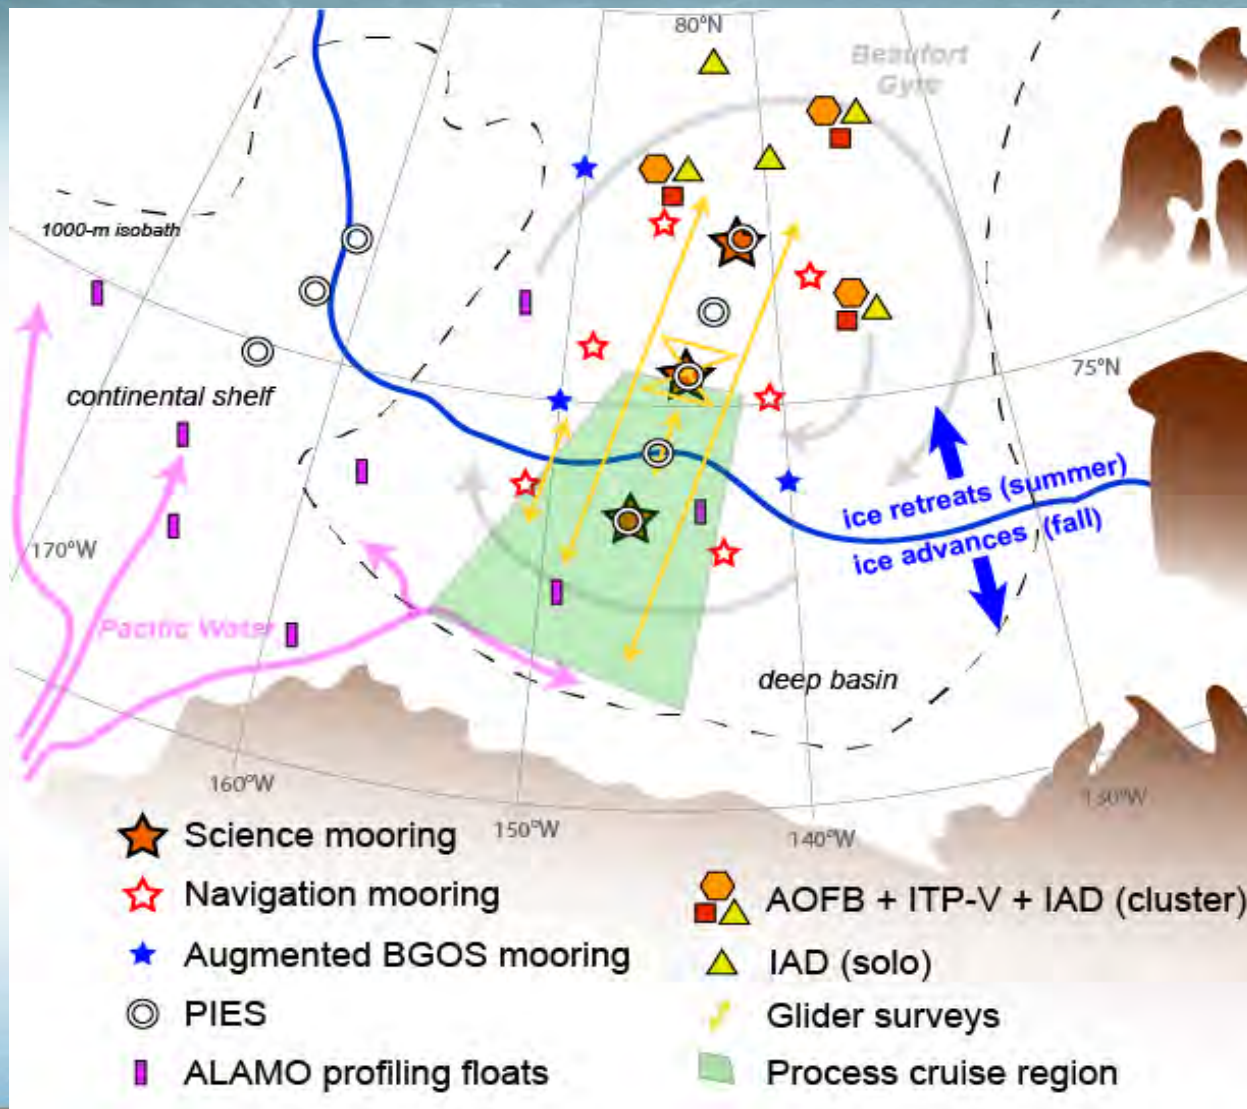 80°N
Beaufort
Gyre
1000-m isobath
75°N
continental shelf
ice retreats (summer)
ice advances (fall)
170°W
Pacific Water
deep basin
160°W
130°W
150°W
140°W
Science mooring
Navigation mooring
AOFB + ITP-V + IAD (cluster)
Augmented BGOS mooring
IAD (solo)
PIES
Glider surveys
ALAMO profiling floats
Process cruise region